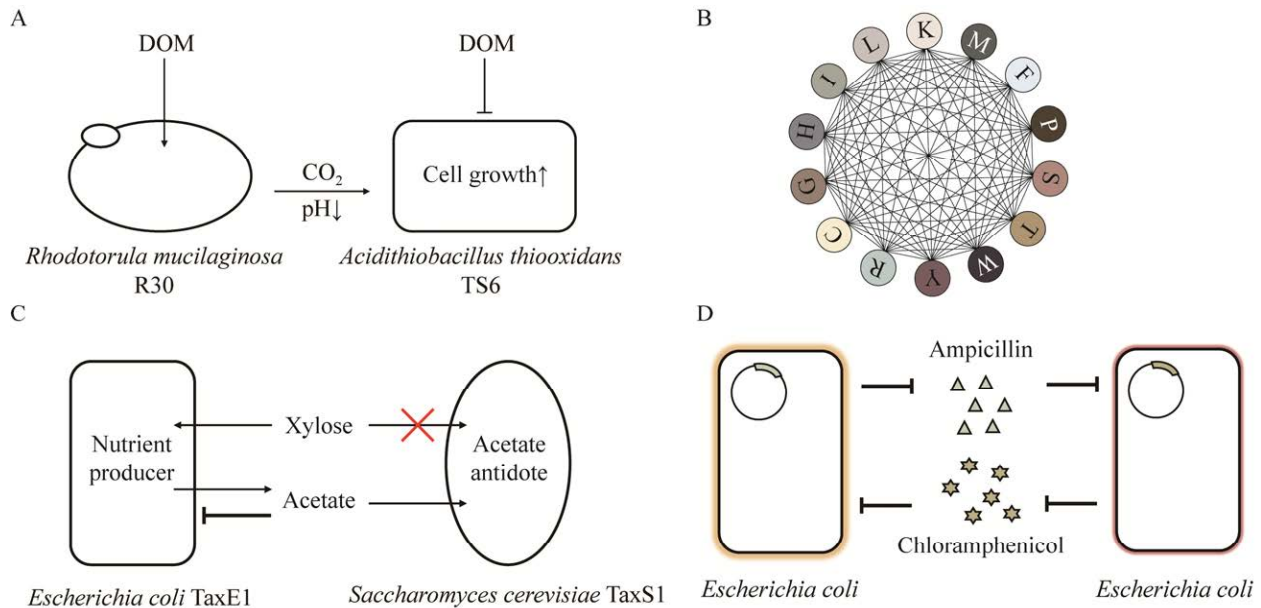 A
DOM
DOM
CO₂
pH↓
Cell growth↑
Rhodotorula mucilaginosa
R30
Acidithiobacillus thiooxidans
TS6
B
K
M
F
P
S
T
W
Y
R
C
G
H
I
L
C
Nutrient
producer
Xylose
Acetate
Acetate
antidote
Escherichia coli TaxE1
Saccharomyces cerevisiae TaxS1
D
Ampicillin
Chloramphenicol
Escherichia coli
Escherichia coli